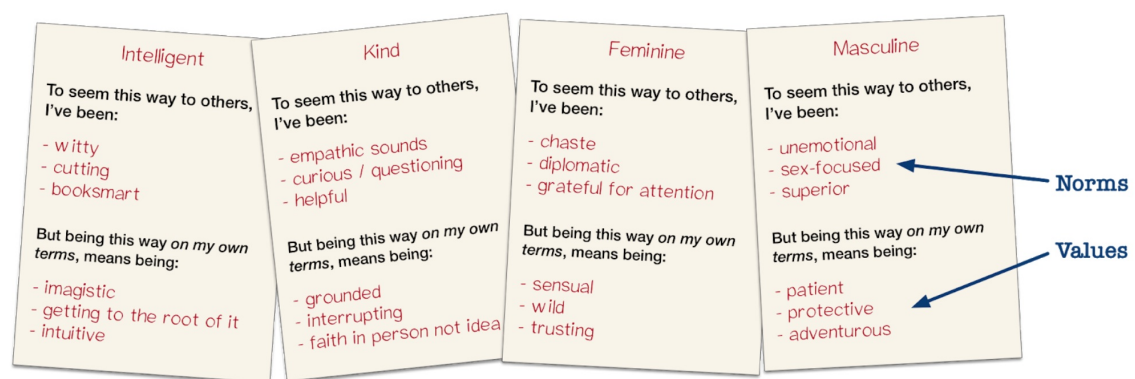 Intelligent
To seem this way to others,
I've been:
- witty
- cutting
- booksmart
But being this way on my own
terms, means being:
- imagistic
- getting to the root of it
- intuitive
Kind
To seem this way to others,
I've been:
- empathic sounds
- curious / questioning
- helpful
But being this way on my own
terms, means being:
- grounded
- interrupting
- faith in person not idea
Feminine
To seem this way to others,
I've been:
- chaste
- diplomatic
- grateful for attention
But being this way on my own
terms, means being:
- sensual
- wild
- trusting
Masculine
To seem this way to others,
I've been:
- unemotional
- sex-focused
- superior
But being this way on my own
terms, means being:
- patient
- protective
- adventurous
Norms
Values